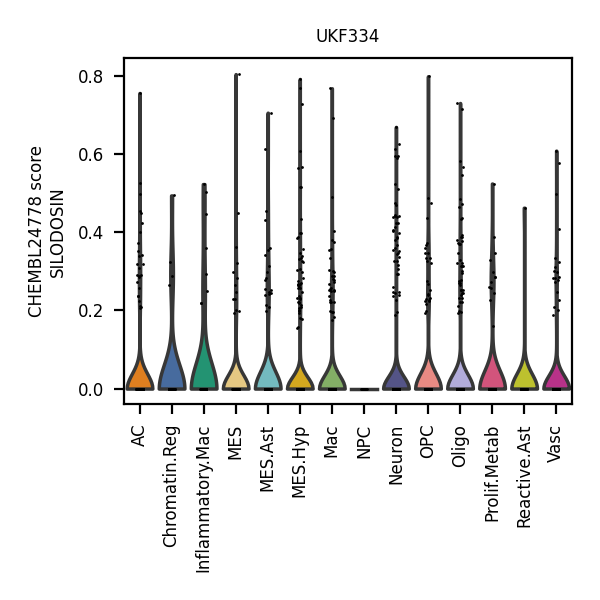 UKF334
CHEMBL24778 score
SILODOSIN
0.8
0.6
0.4
0.2
0.0
AC
Chromatin.Reg
Inflammatory.Mac
MES
MES.Ast
MES.Hyp
Mac
NPC
Neuron
OPC
Oligo
Prolif.Metab
Reactive.Ast
Vasc